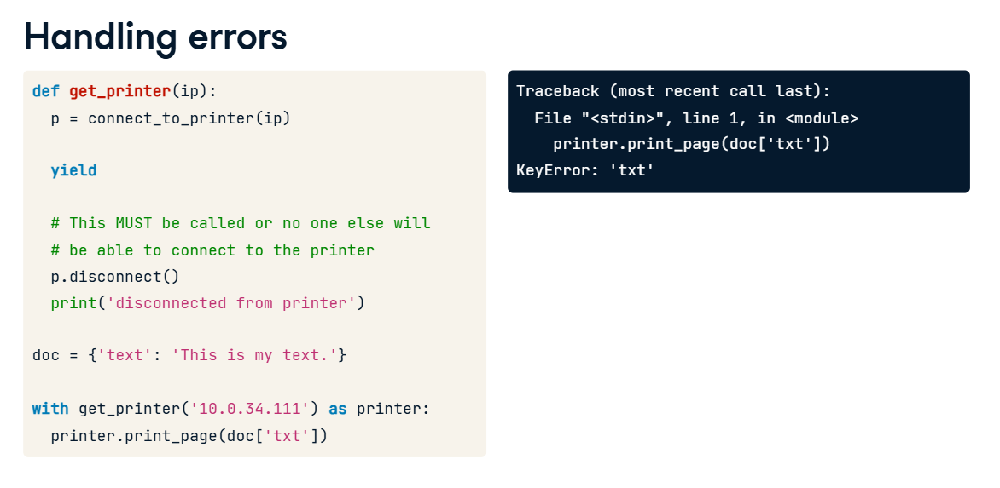 Handling errors
def get_printer(ip):
  p = connect_to_printer(ip)

  yield

  # This MUST be called or no one else will
  # be able to connect to the printer
  p.disconnect()
  print('disconnected from printer')

doc = {'text': 'This is my text.'}

with get_printer('10.0.34.111') as printer:
  printer.print_page(doc['txt'])
Traceback (most recent call last):
  File "<stdin>", line 1, in <module>
    printer.print_page(doc['txt'])
KeyError: 'txt'